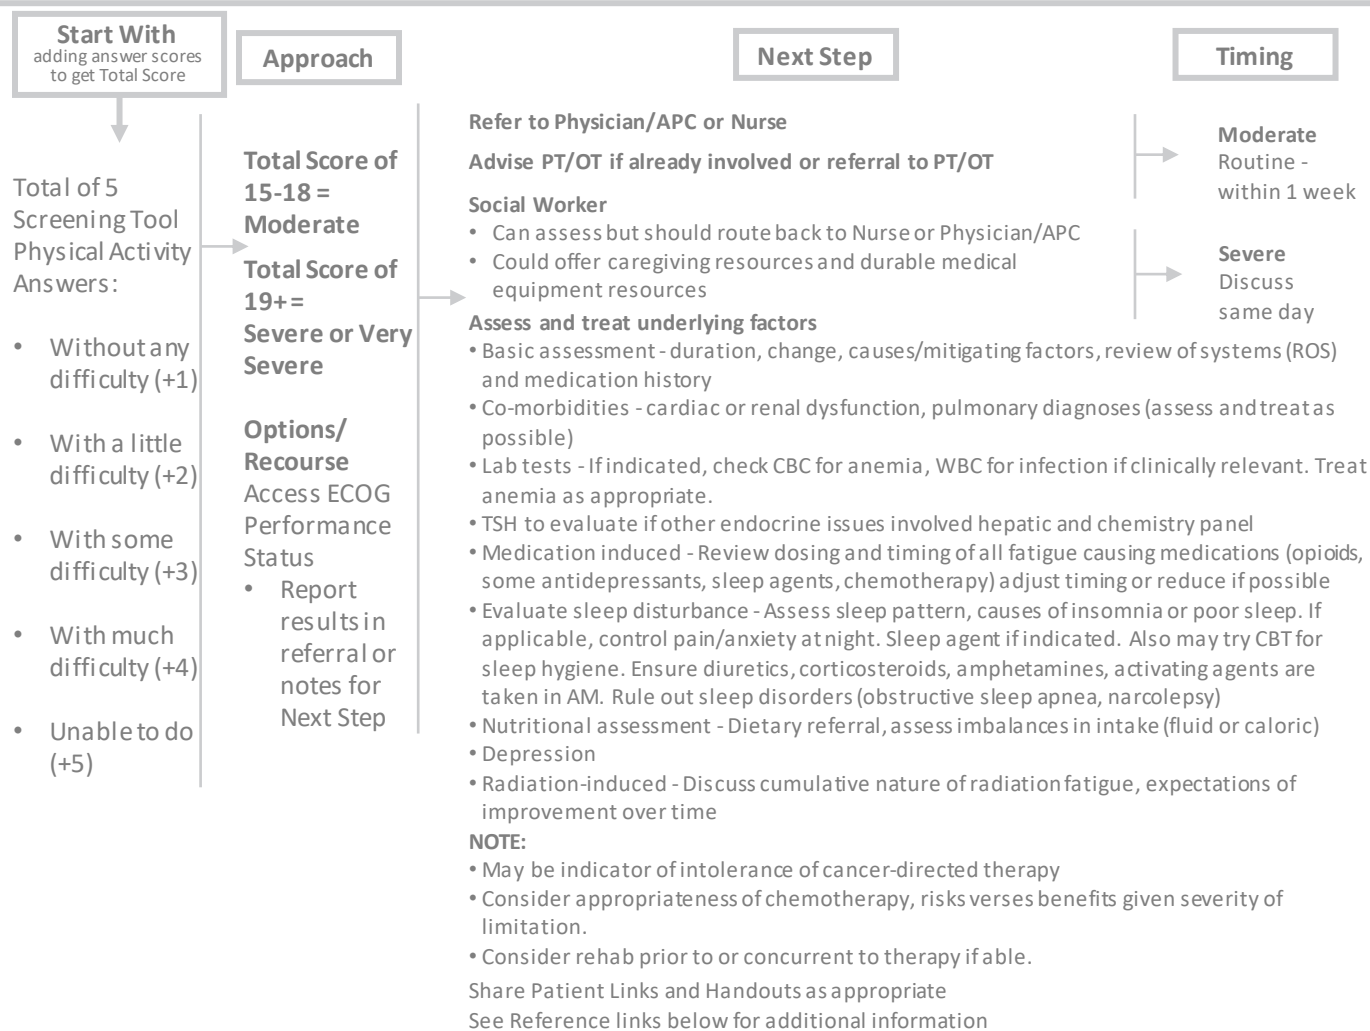 Start With
adding answer scores
to get Total Score
Approach
Next Step
Timing
Total of 5
Screening Tool
Physical Activity
Answers:
• Without any
difficulty (+1)
• With a little
difficulty (+2)
• With some
difficulty (+3)
• With much
difficulty (+4)
• Unable to do
(+5)
Total Score of
15-18 =
Moderate
Total Score of
19+ =
Severe or Very
Severe
Options/
Recourse
Access ECOG
Performance
Status
• Report
results in
referral or
notes for
Next Step
Refer to Physician/APC or Nurse
Advise PT/OT if already involved or referral to PT/OT
Social Worker
• Can assess but should route back to Nurse or Physician/APC
• Could offer caregiving resources and durable medical
equipment resources
Assess and treat underlying factors
• Basic assessment - duration, change, causes/mitigating factors, review of systems (ROS)
and medication history
• Co-morbidities - cardiac or renal dysfunction, pulmonary diagnoses (assess and treat as
possible)
• Lab tests - If indicated, check CBC for anemia, WBC for infection if clinically relevant. Treat
anemia as appropriate.
• TSH to evaluate if other endocrine issues involved hepatic and chemistry panel
• Medication induced - Review dosing and timing of all fatigue causing medications (opioids,
some antidepressants, sleep agents, chemotherapy) adjust timing or reduce if possible
• Evaluate sleep disturbance - Assess sleep pattern, causes of insomnia or poor sleep. If
applicable, control pain/anxiety at night. Sleep agent if indicated. Also may try CBT for
sleep hygiene. Ensure diuretics, corticosteroids, amphetamines, activating agents are
taken in AM. Rule out sleep disorders (obstructive sleep apnea, narcolepsy)
• Nutritional assessment - Dietary referral, assess imbalances in intake (fluid or caloric)
• Depression
• Radiation-induced - Discuss cumulative nature of radiation fatigue, expectations of
improvement over time
NOTE:
• May be indicator of intolerance of cancer-directed therapy
• Consider appropriateness of chemotherapy, risks verses benefits given severity of
limitation.
• Consider rehab prior to or concurrent to therapy if able.
Share Patient Links and Handouts as appropriate
See Reference links below for additional information
Moderate
Routine -
within 1 week
Severe
Discuss
same day